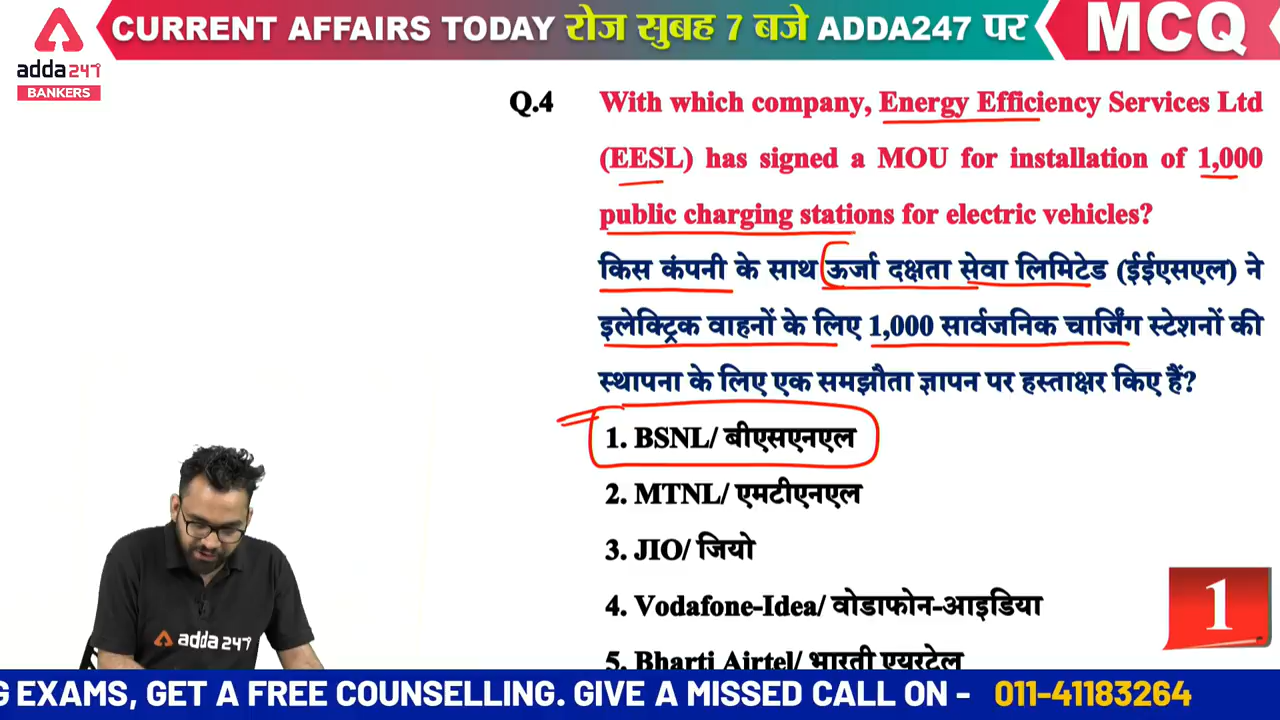 CURRENT AFFAIRS TODAY रोज सुबह 7 बजे ADDA247 पर
MCQ
adda247
BANKERS
Q.4 With which company, Energy Efficiency Services Ltd
(EESL) has signed a MOU for installation of 1,000
public charging stations for electric vehicles?
किस कंपनी के साथ ऊर्जा दक्षता सेवा लिमिटेड (ईईएसएल) ने
इलेक्ट्रिक वाहनों के लिए 1,000 सार्वजनिक चार्जिंग स्टेशनों की
स्थापना के लिए एक समझौता ज्ञापन पर हस्ताक्षर किए हैं?
1. BSNL/ बीएसएनएल
2. MTNL/ एमटीएनएल
3. JIO/ जियो
4. Vodafone-Idea/ वोडाफोन-आइडिया
5. Bharti Airtel/ भारती एयरटेल
1
adda247
G EXAMS, GET A FREE COUNSELLING. GIVE A MISSED CALL ON - 011-41183264